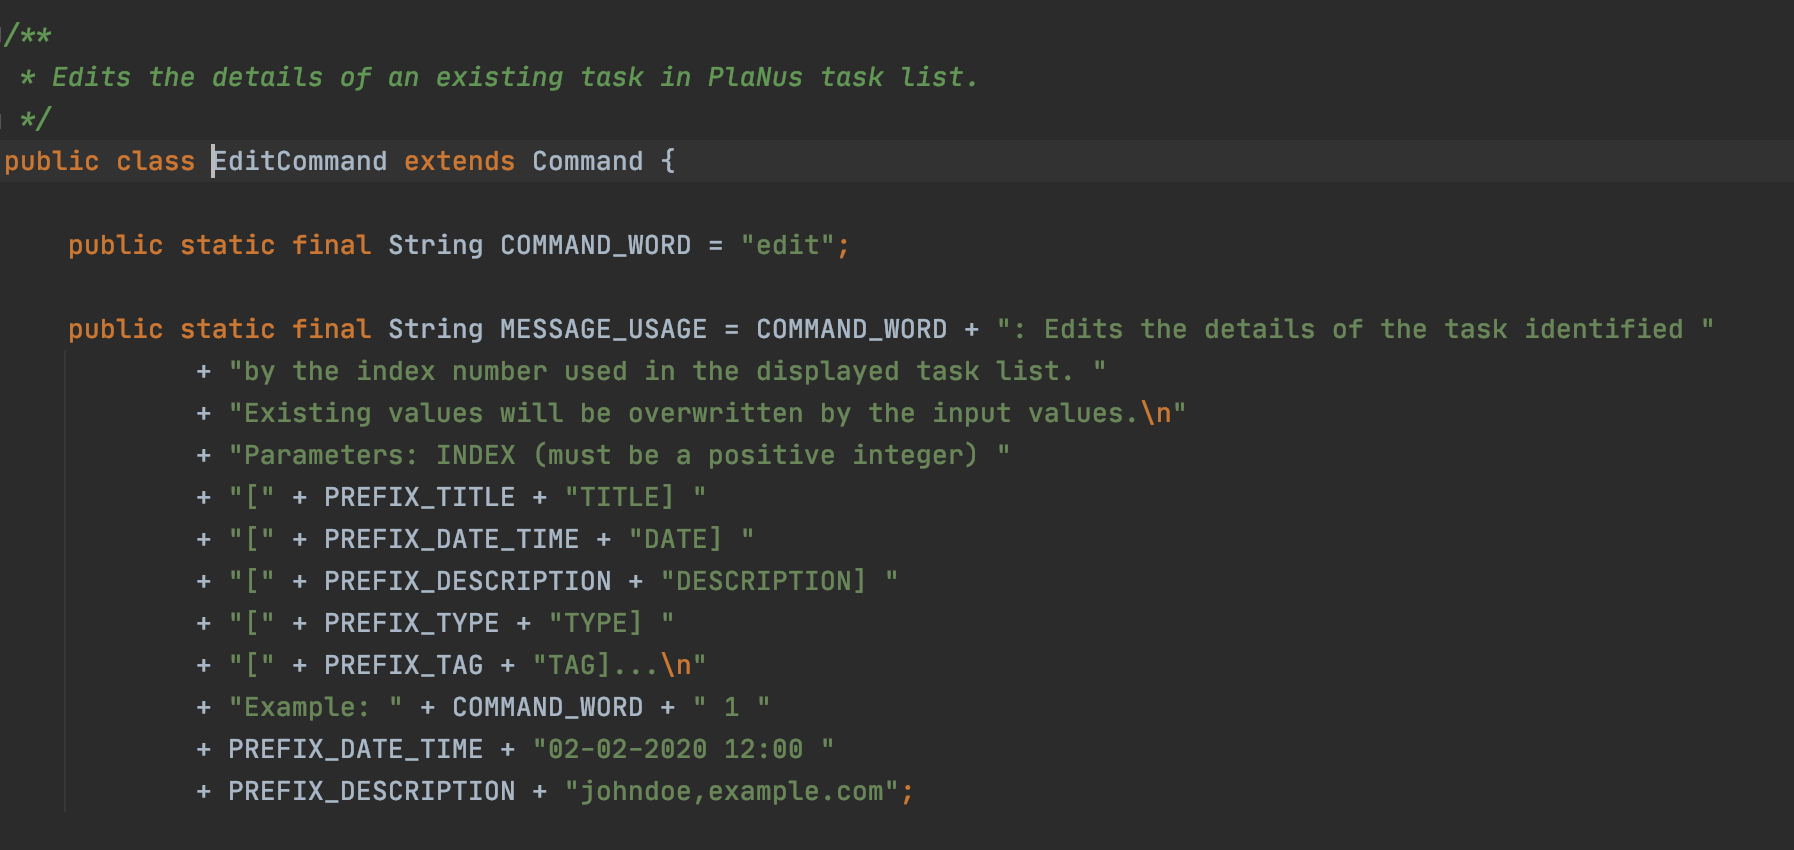 /**
 * Edits the details of an existing task in PlaNus task list.
 */
public class EditCommand extends Command {
    public static final String COMMAND_WORD = "edit";
    public static final String MESSAGE_USAGE = COMMAND_WORD + ": Edits the details of the task identified "
            + "by the index number used in the displayed task list. "
            + "Existing values will be overwritten by the input values.\n"
            + "Parameters: INDEX (must be a positive integer) "
            + "[" + PREFIX_TITLE + "TITLE] "
            + "[" + PREFIX_DATE_TIME + "DATE] "
            + "[" + PREFIX_DESCRIPTION + "DESCRIPTION] "
            + "[" + PREFIX_TYPE + "TYPE] "
            + "[" + PREFIX_TAG + "TAG]...\n"
            + "Example: " + COMMAND_WORD + " 1 "
            + PREFIX_DATE_TIME + "02-02-2020 12:00 "
            + PREFIX_DESCRIPTION + "johndoe,example.com";